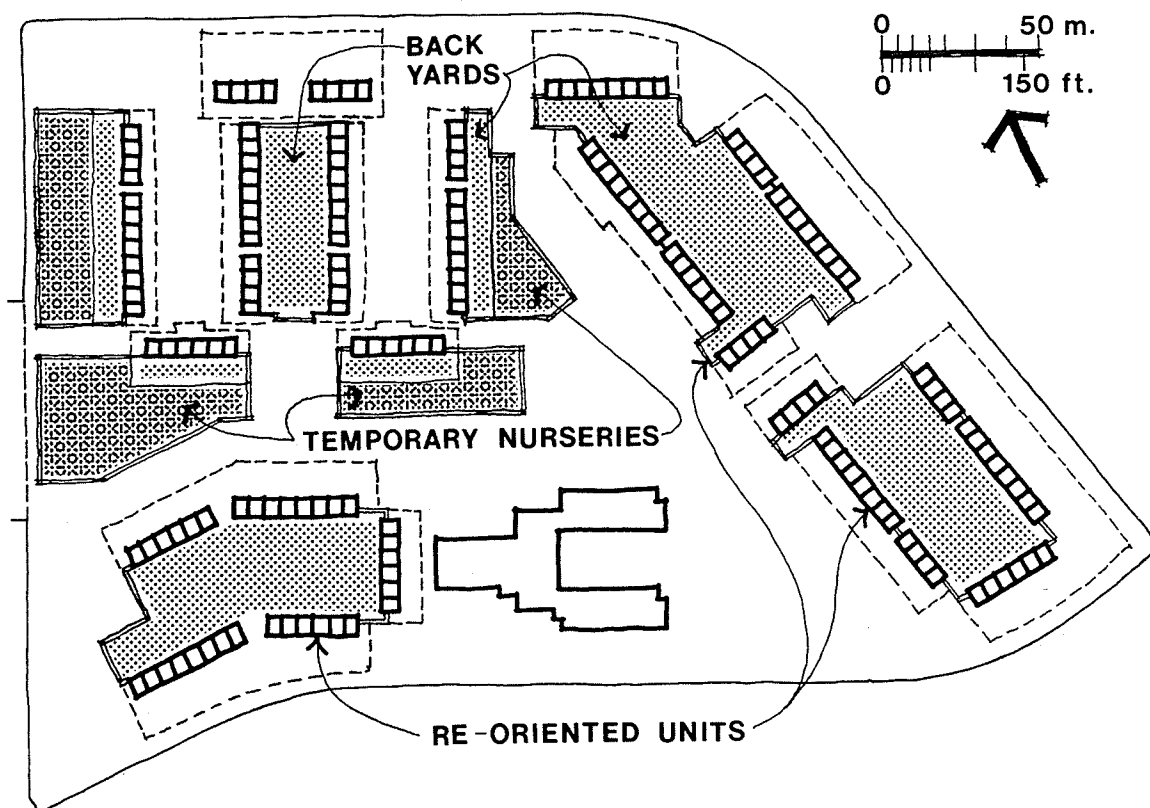 BACK
YARDS
0 50 m.
0 150 ft.
TEMPORARY NURSERIES
RE-ORIENTED UNITS